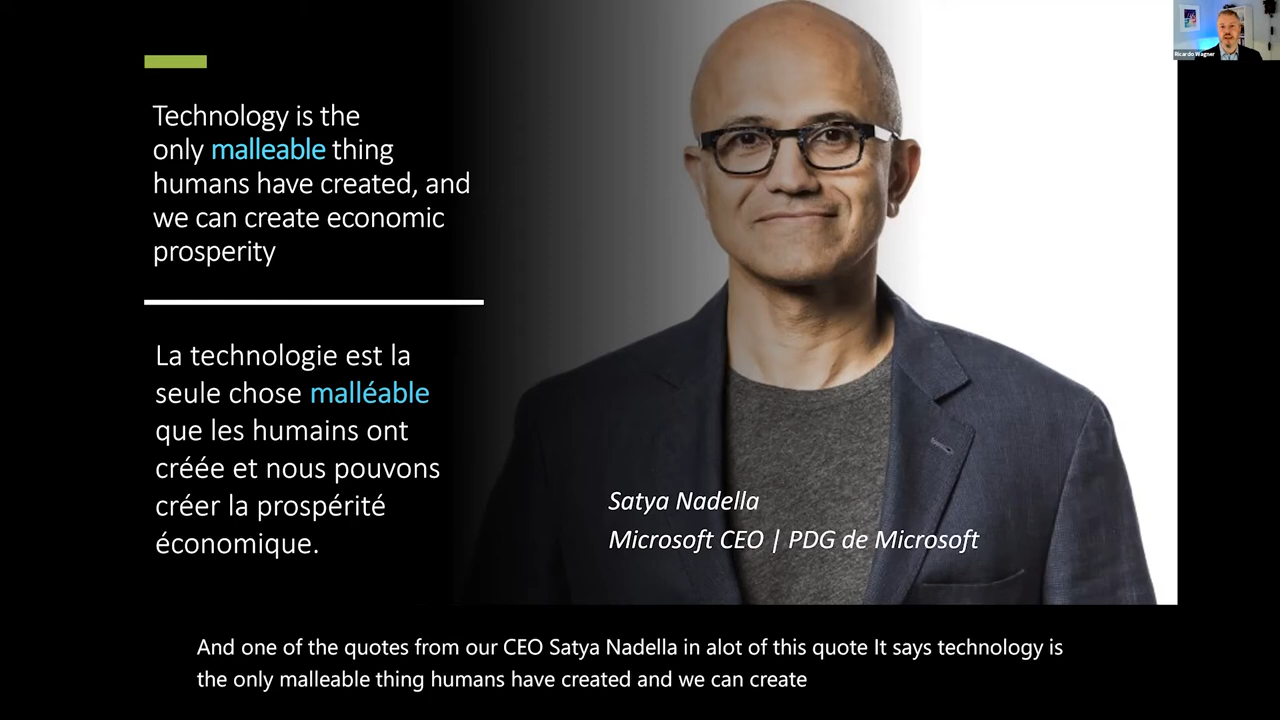 Technology is the
only malleable thing
humans have created, and
we can create economic
prosperity
La technologie est la
seule chose malléable
que les humains ont
créée et nous pouvons
créer la prospérité
économique.
Satya Nadella
Microsoft CEO | PDG de Microsoft
Ricardo Wagner
And one of the quotes from our CEO Satya Nadella in alot of this quote It says technology is
the only malleable thing humans have created and we can create